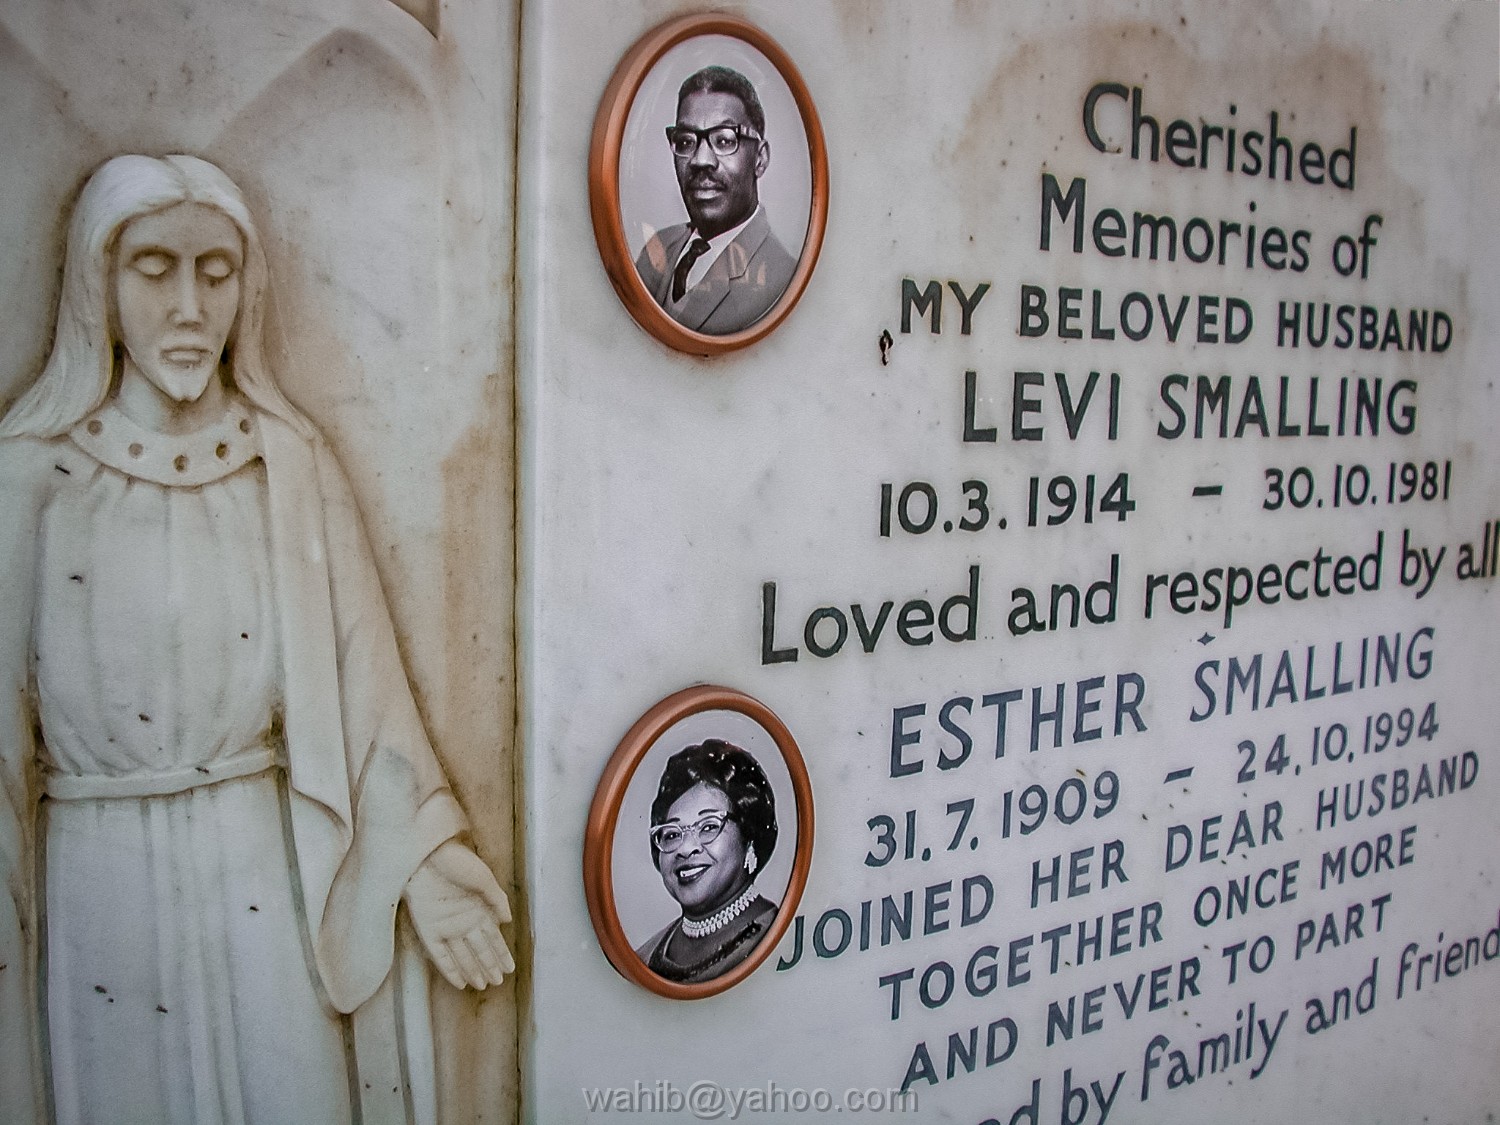 Cherished
Memories of
MY BELOVED HUSBAND
LEVI SMALLING
10.3.1914 - 30.10.1981
Loved and respected by all
ESTHER SMALLING
31.7.1909 - 24.10.1994
JOINED HER DEAR HUSBAND
TOGETHER ONCE MORE
AND NEVER TO PART
by family and friend
wahib@yahoo.com